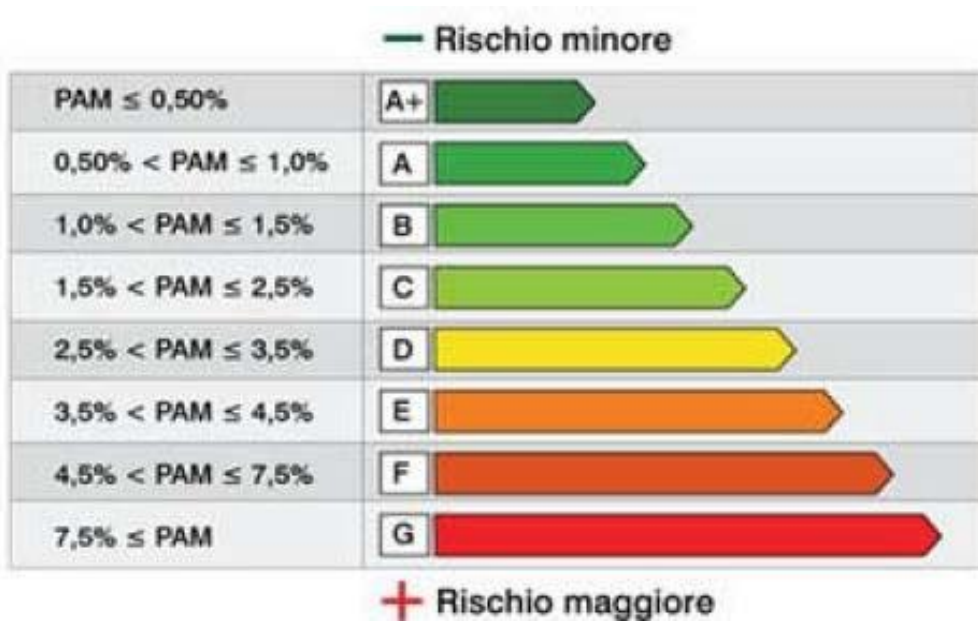 − Rischio minore
PAM ≤ 0,50% A+
0,50% < PAM ≤ 1,0% A
1,0% < PAM ≤ 1,5% B
1,5% < PAM ≤ 2,5% C
2,5% < PAM ≤ 3,5% D
3,5% < PAM ≤ 4,5% E
4,5% < PAM ≤ 7,5% F
7,5% ≤ PAM G
+ Rischio maggiore